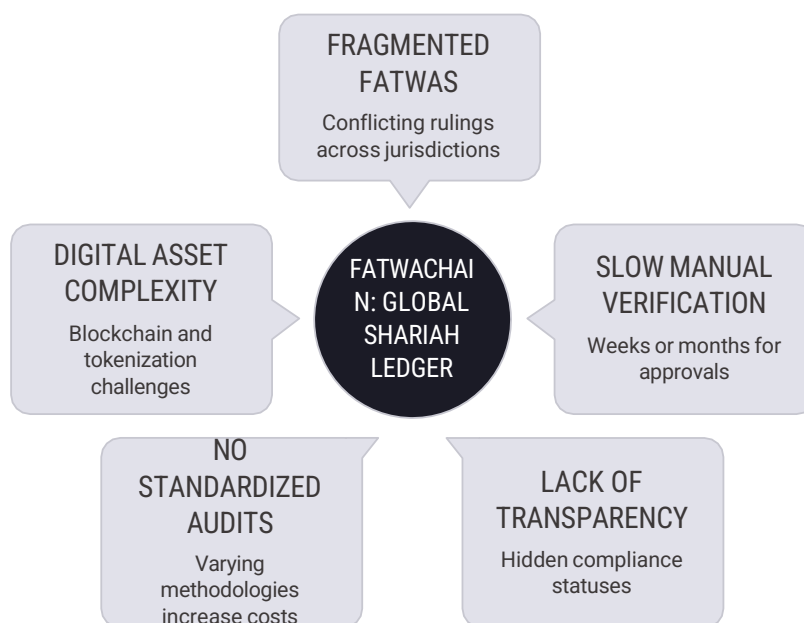 FRAGMENTED
FATWAS
Conflicting rulings
across jurisdictions
DIGITAL ASSET
COMPLEXITY
Blockchain and
tokenization
challenges
FATWACHAI
N: GLOBAL
SHARIAH
LEDGER
SLOW MANUAL
VERIFICATION
Weeks or months for
approvals
NO
STANDARDIZED
AUDITS
Varying
methodologies
increase costs
LACK OF
TRANSPARENCY
Hidden compliance
statuses